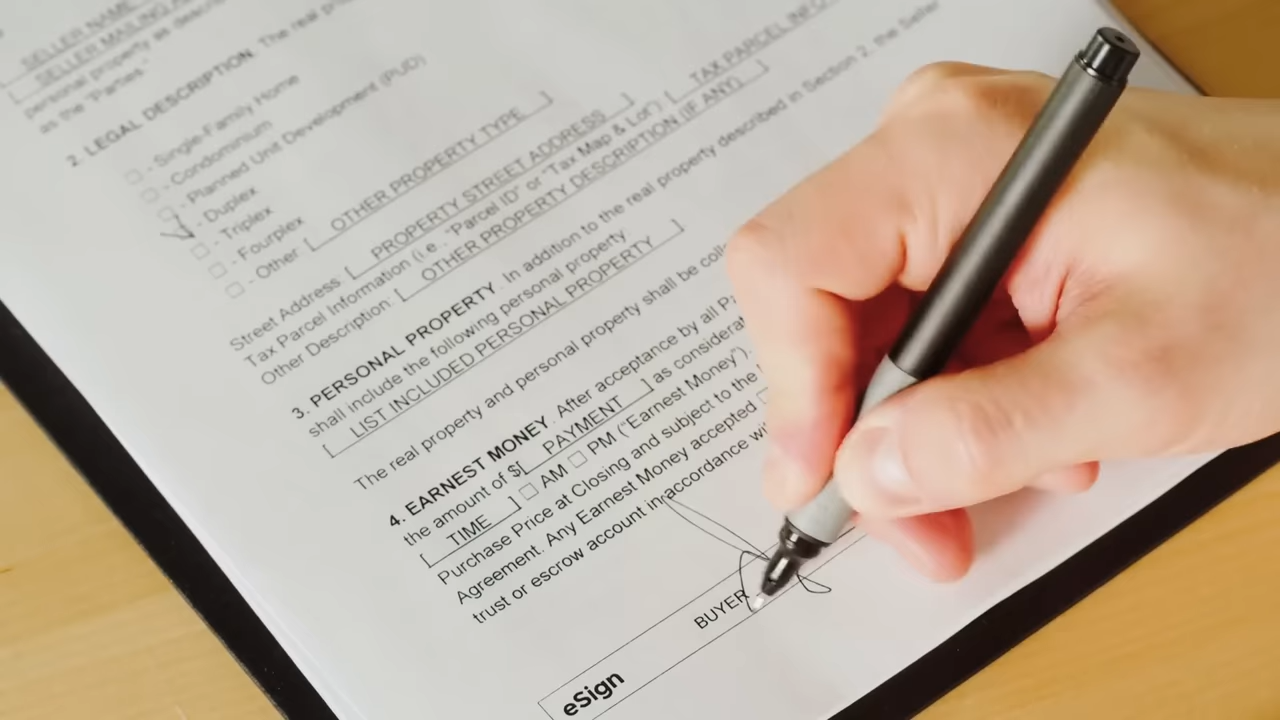 SELLER NAME
SELLER MAILING
personal property as
as the "Parties."
2. LEGAL DESCRIPTION. The real
- Single-Family Home
- Condominium
- Planned Unit Development (PUD)
- Duplex
- Triplex
- Fourplex
- Other [ OTHER PROPERTY TYPE ]
Street Address: [ PROPERTY STREET ADDRESS ]
Tax Parcel Information (i.e. "Parcel ID" or "Tax Map & Lot"): [ TAX PARCEL INFO
Other Description: [ OTHER PROPERTY DESCRIPTION (IF ANY) ]
3. PERSONAL PROPERTY. In addition to the real property described in Section 2, the Seller
shall include the following personal property:
[ LIST INCLUDED PERSONAL PROPERTY ]
The real property and personal property shall be
4. EARNEST MONEY. After acceptance by all
the amount of $[ PAYMENT ] as
[ TIME ] ☐ AM ☐ PM ("Earnest Money").
Purchase Price at Closing and subject to the
Agreement. Any Earnest Money accepted
trust or escrow account in accordance
eSign BUYER